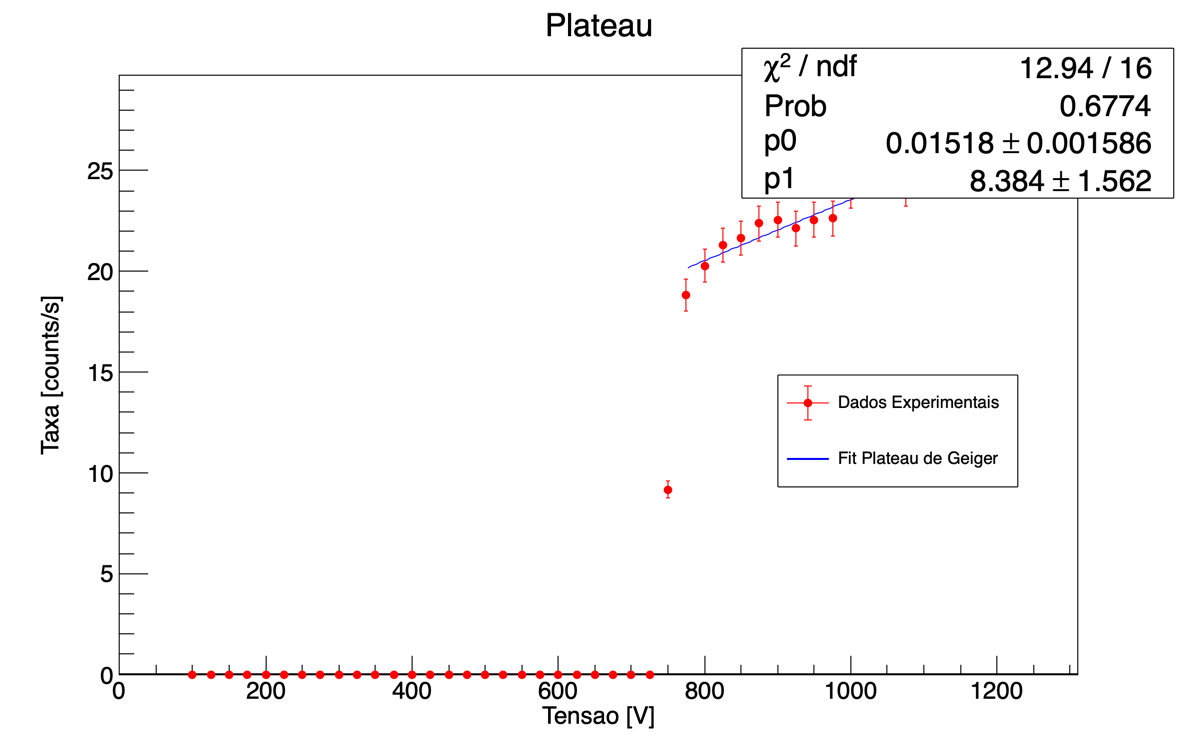 Plateau
χ² / ndf 12.94 / 16
Prob 0.6774
p0 0.01518 ± 0.001586
p1 8.384 ± 1.562
25
20
15
10
5
0
Taxa [counts/s]
Dados Experimentais
Fit Plateau de Geiger
0 200 400 600 800 1000 1200
Tensao [V]